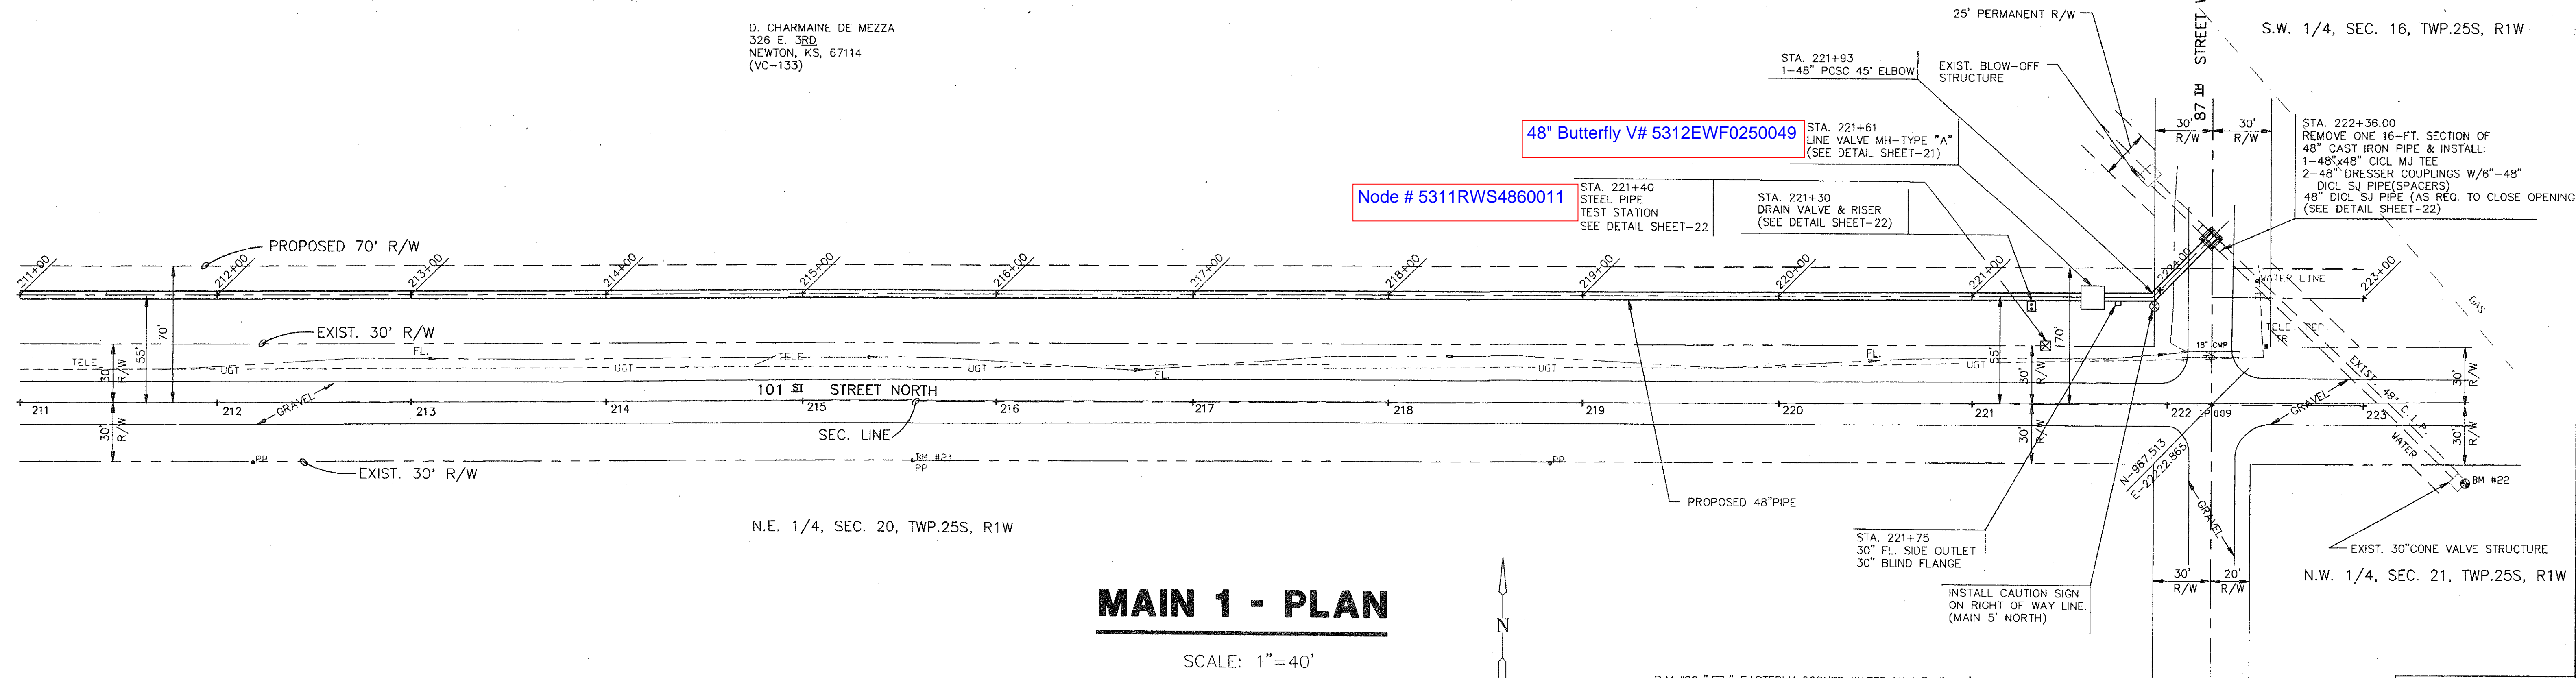 D. CHARMAINE DE MEZZA
326 E. 3RD
NEWTON, KS, 67114
(VC-133)
25' PERMANENT R/W
87 TH STREET
S.W. 1/4, SEC. 16, TWP.25S, R1W
STA. 221+93
1-48" PCSC 45° ELBOW
EXIST. BLOW-OFF
STRUCTURE
48" Butterfly V# 5312EWF0250049
STA. 221+61
LINE VALVE MH-TYPE "A"
(SEE DETAIL SHEET-21)
30'
R/W
30'
R/W
STA. 222+36.00
REMOVE ONE 16-FT. SECTION OF
48" CAST IRON PIPE & INSTALL:
1-48"x48" CICL MJ TEE
2-48" DRESSER COUPLINGS W/6"-48"
DICL SJ PIPE(SPACERS)
48" DICL SJ PIPE (AS REQ. TO CLOSE OPENING
(SEE DETAIL SHEET-22)
Node # 5311RWS4860011
STA. 221+40
STEEL PIPE
TEST STATION
SEE DETAIL SHEET-22
STA. 221+30
DRAIN VALVE & RISER
(SEE DETAIL SHEET-22)
PROPOSED 70' R/W
211+00
212+00
213+00
214+00
215+00
216+00
217+00
218+00
219+00
220+00
221+00
222+00
223+00
WATER LINE
GAS
EXIST. 30' R/W
70'
55'
30'
R/W
TELE
UGT
FL.
UGT
TELE
UGT
FL.
UGT
FL.
UGT
55'
70'
30'
R/W
18" CMP
TELE. PEP.
TR
30'
R/W
101 ST STREET NORTH
GRAVEL
211
212
213
214
215
216
217
218
219
220
221
222
IP 009
223
GRAVEL
EXIST. 48" C.I.P.
WATER
30'
R/W
SEC. LINE
30'
R/W
30'
R/W
PP
BM #21
PP
PP
EXIST. 30' R/W
N-967.513
E-22222.865
BM #22
PROPOSED 48"PIPE
GRAVEL
N.E. 1/4, SEC. 20, TWP.25S, R1W
STA. 221+75
30" FL. SIDE OUTLET
30" BLIND FLANGE
EXIST. 30"CONE VALVE STRUCTURE
N.W. 1/4, SEC. 21, TWP.25S, R1W
30'
R/W
20'
R/W
INSTALL CAUTION SIGN
ON RIGHT OF WAY LINE.
(MAIN 5' NORTH)
MAIN 1 - PLAN
N
SCALE: 1"=40'